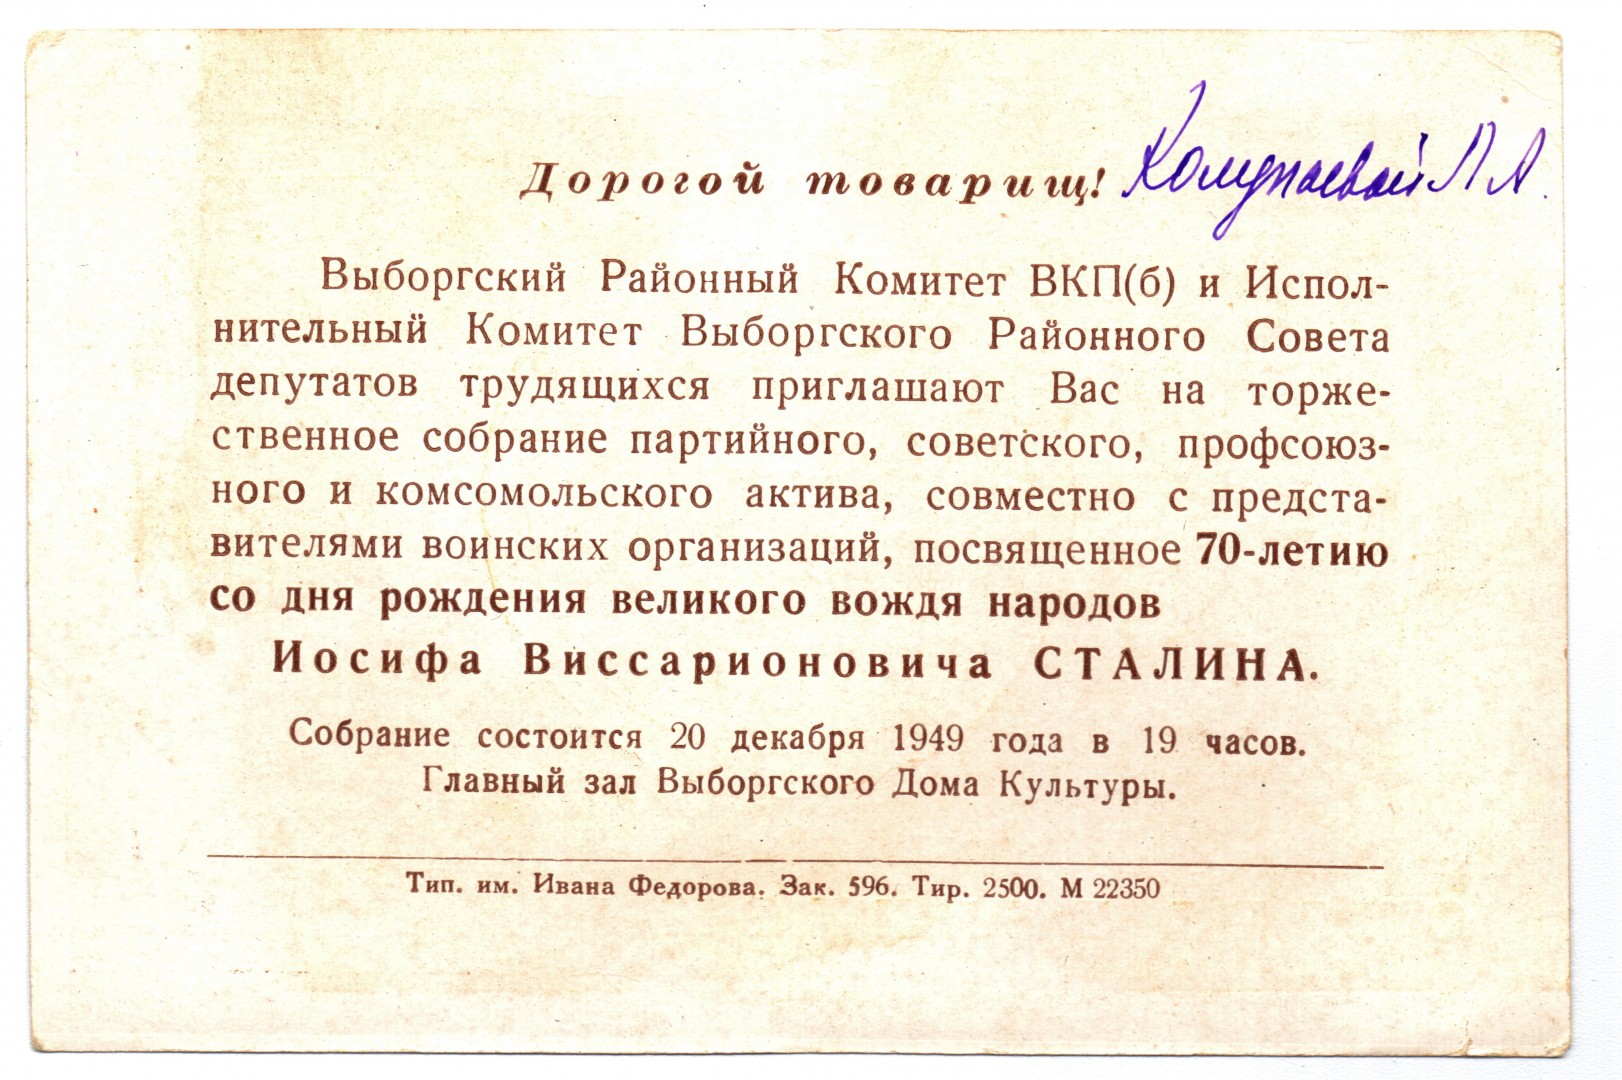 Дорогой товарищ! Л А.
Выборгский Районный Комитет ВКП(б) и Испол-
нительный Комитет Выборгского Районного Совета
депутатов трудящихся приглашают Вас на торже-
ственное собрание партийного, советского, профсоюз-
ного и комсомольского актива, совместно с предста-
вителями воинских организаций, посвященное 70-летию
со дня рождения великого вождя народов
Иосифа Виссарионовича СТАЛИНА.
Собрание состоится 20 декабря 1949 года в 19 часов.
Главный зал Выборгского Дома Культуры.
Тип. им. Ивана Федорова. Зак. 596. Тир. 2500. М 22350